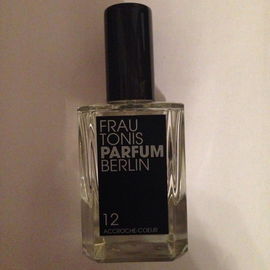 FRAU
TONIS
PARFUM
BERLIN
12
ACCROCHE-COEUR